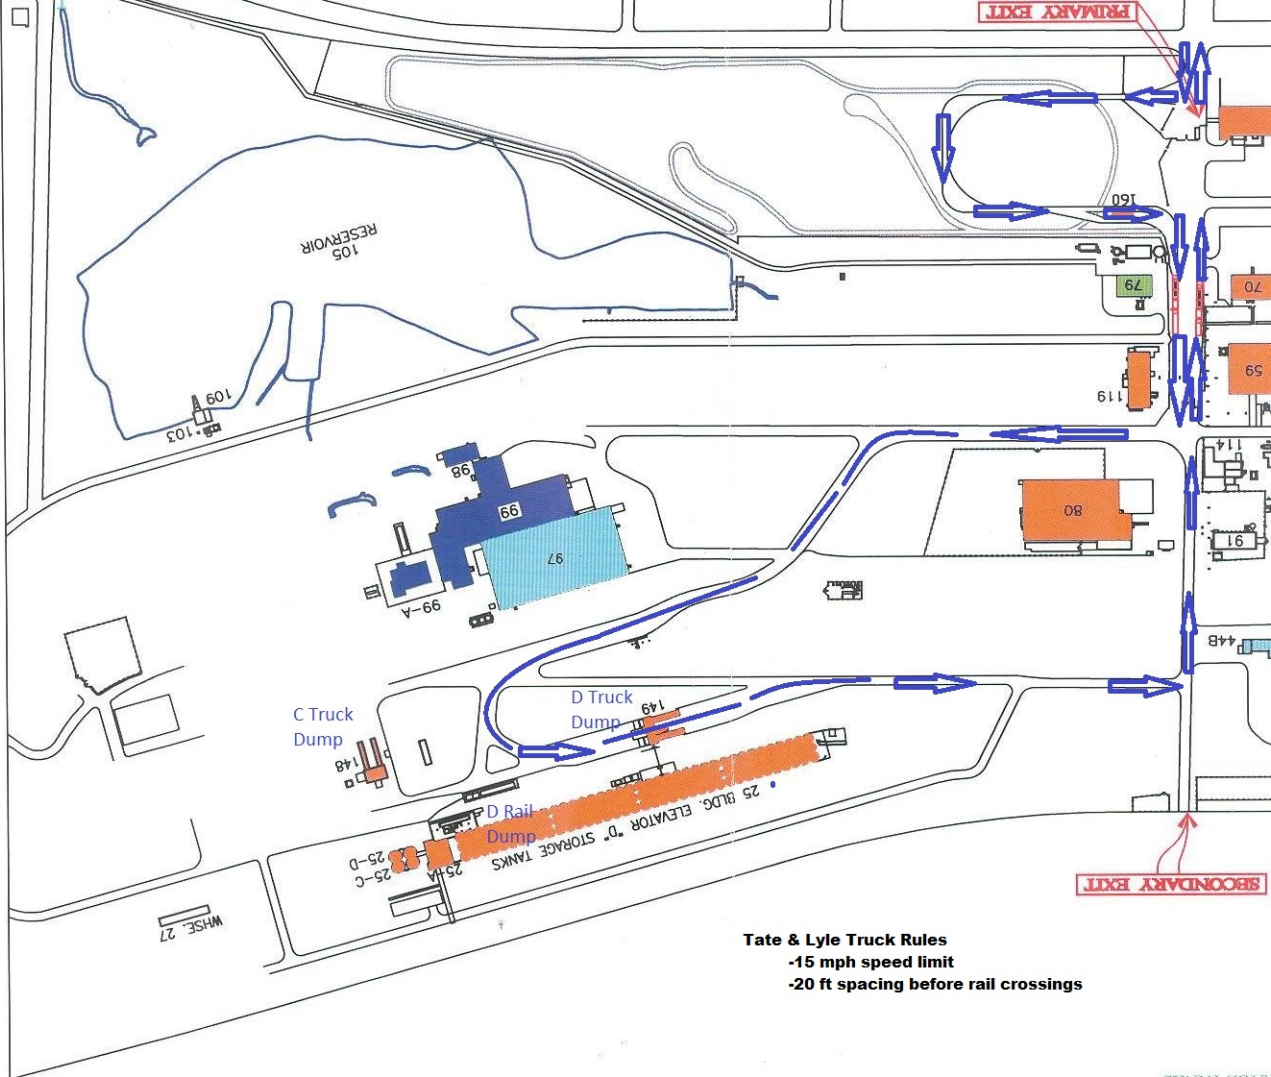 PRIMARY EXIT
160
105
RESERVOIR
79
70
59
119
109
103
114
98
99
80
91
97
99-A
44B
C Truck
Dump
D Truck
Dump
149
148
25 BLDG. ELEVATOR "D" STORAGE TANKS
D Rail
Dump
25-D
25-C
25-A
SECONDARY EXIT
WHSE. 27
Tate & Lyle Truck Rules
-15 mph speed limit
-20 ft spacing before rail crossings